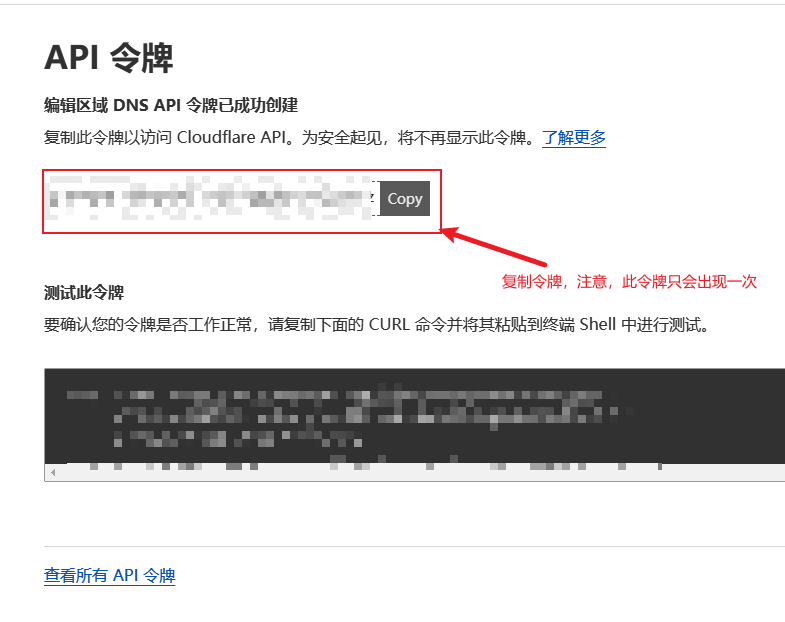 API 令牌
编辑区域 DNS API 令牌已成功创建
复制此令牌以访问 Cloudflare API。为安全起见，将不再显示此令牌。了解更多
Copy
复制令牌，注意，此令牌只会出现一次
测试此令牌
要确认您的令牌是否工作正常，请复制下面的 CURL 命令并将其粘贴到终端 Shell 中进行测试。
查看所有 API 令牌